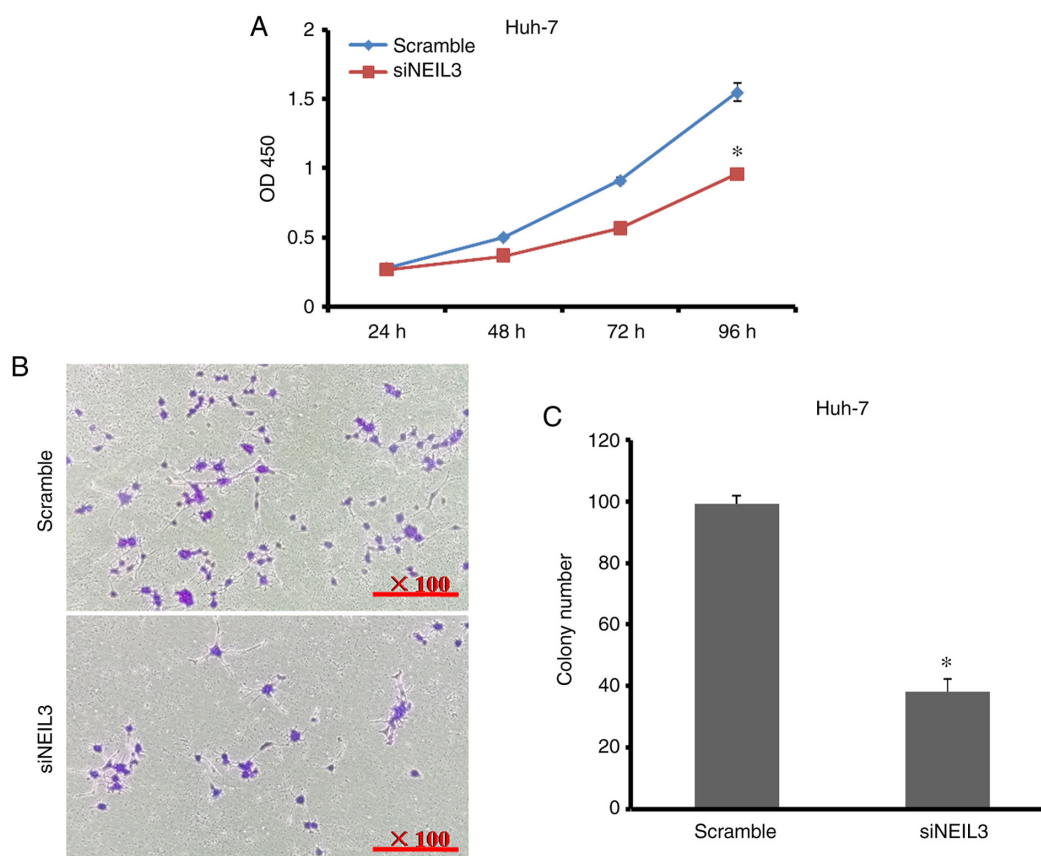 A
Huh-7
2
Scramble
siNEIL3
1.5
*
1
0.5
0
OD 450
24 h 48 h 72 h 96 h
B
Scramble
× 100
siNEIL3
× 100
C
Huh-7
120
100
80
60
*
40
20
0
Colony number
Scramble siNEIL3